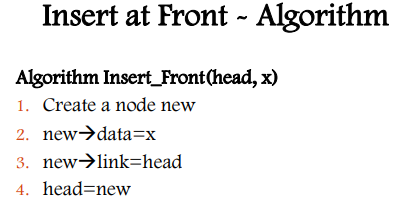 Insert at Front - Algorithm
Algorithm Insert_Front(head, x)
1. Create a node new
2. new→data=x
3. new→link=head
4. head=new